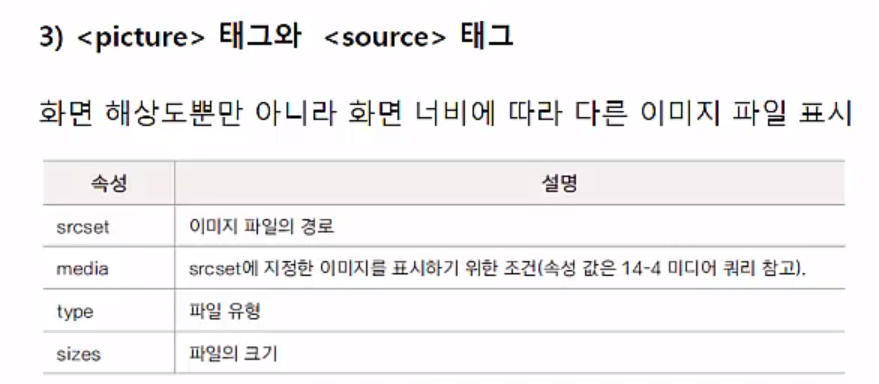 3) <picture> 태그와 <source> 태그
화면 해상도뿐만 아니라 화면 너비에 따라 다른 이미지 파일 표시
속성 설명
srcset 이미지 파일의 경로
media srcset에 지정한 이미지를 표시하기 위한 조건(속성 값은 14-4 미디어 쿼리 참고).
type 파일 유형
sizes 파일의 크기